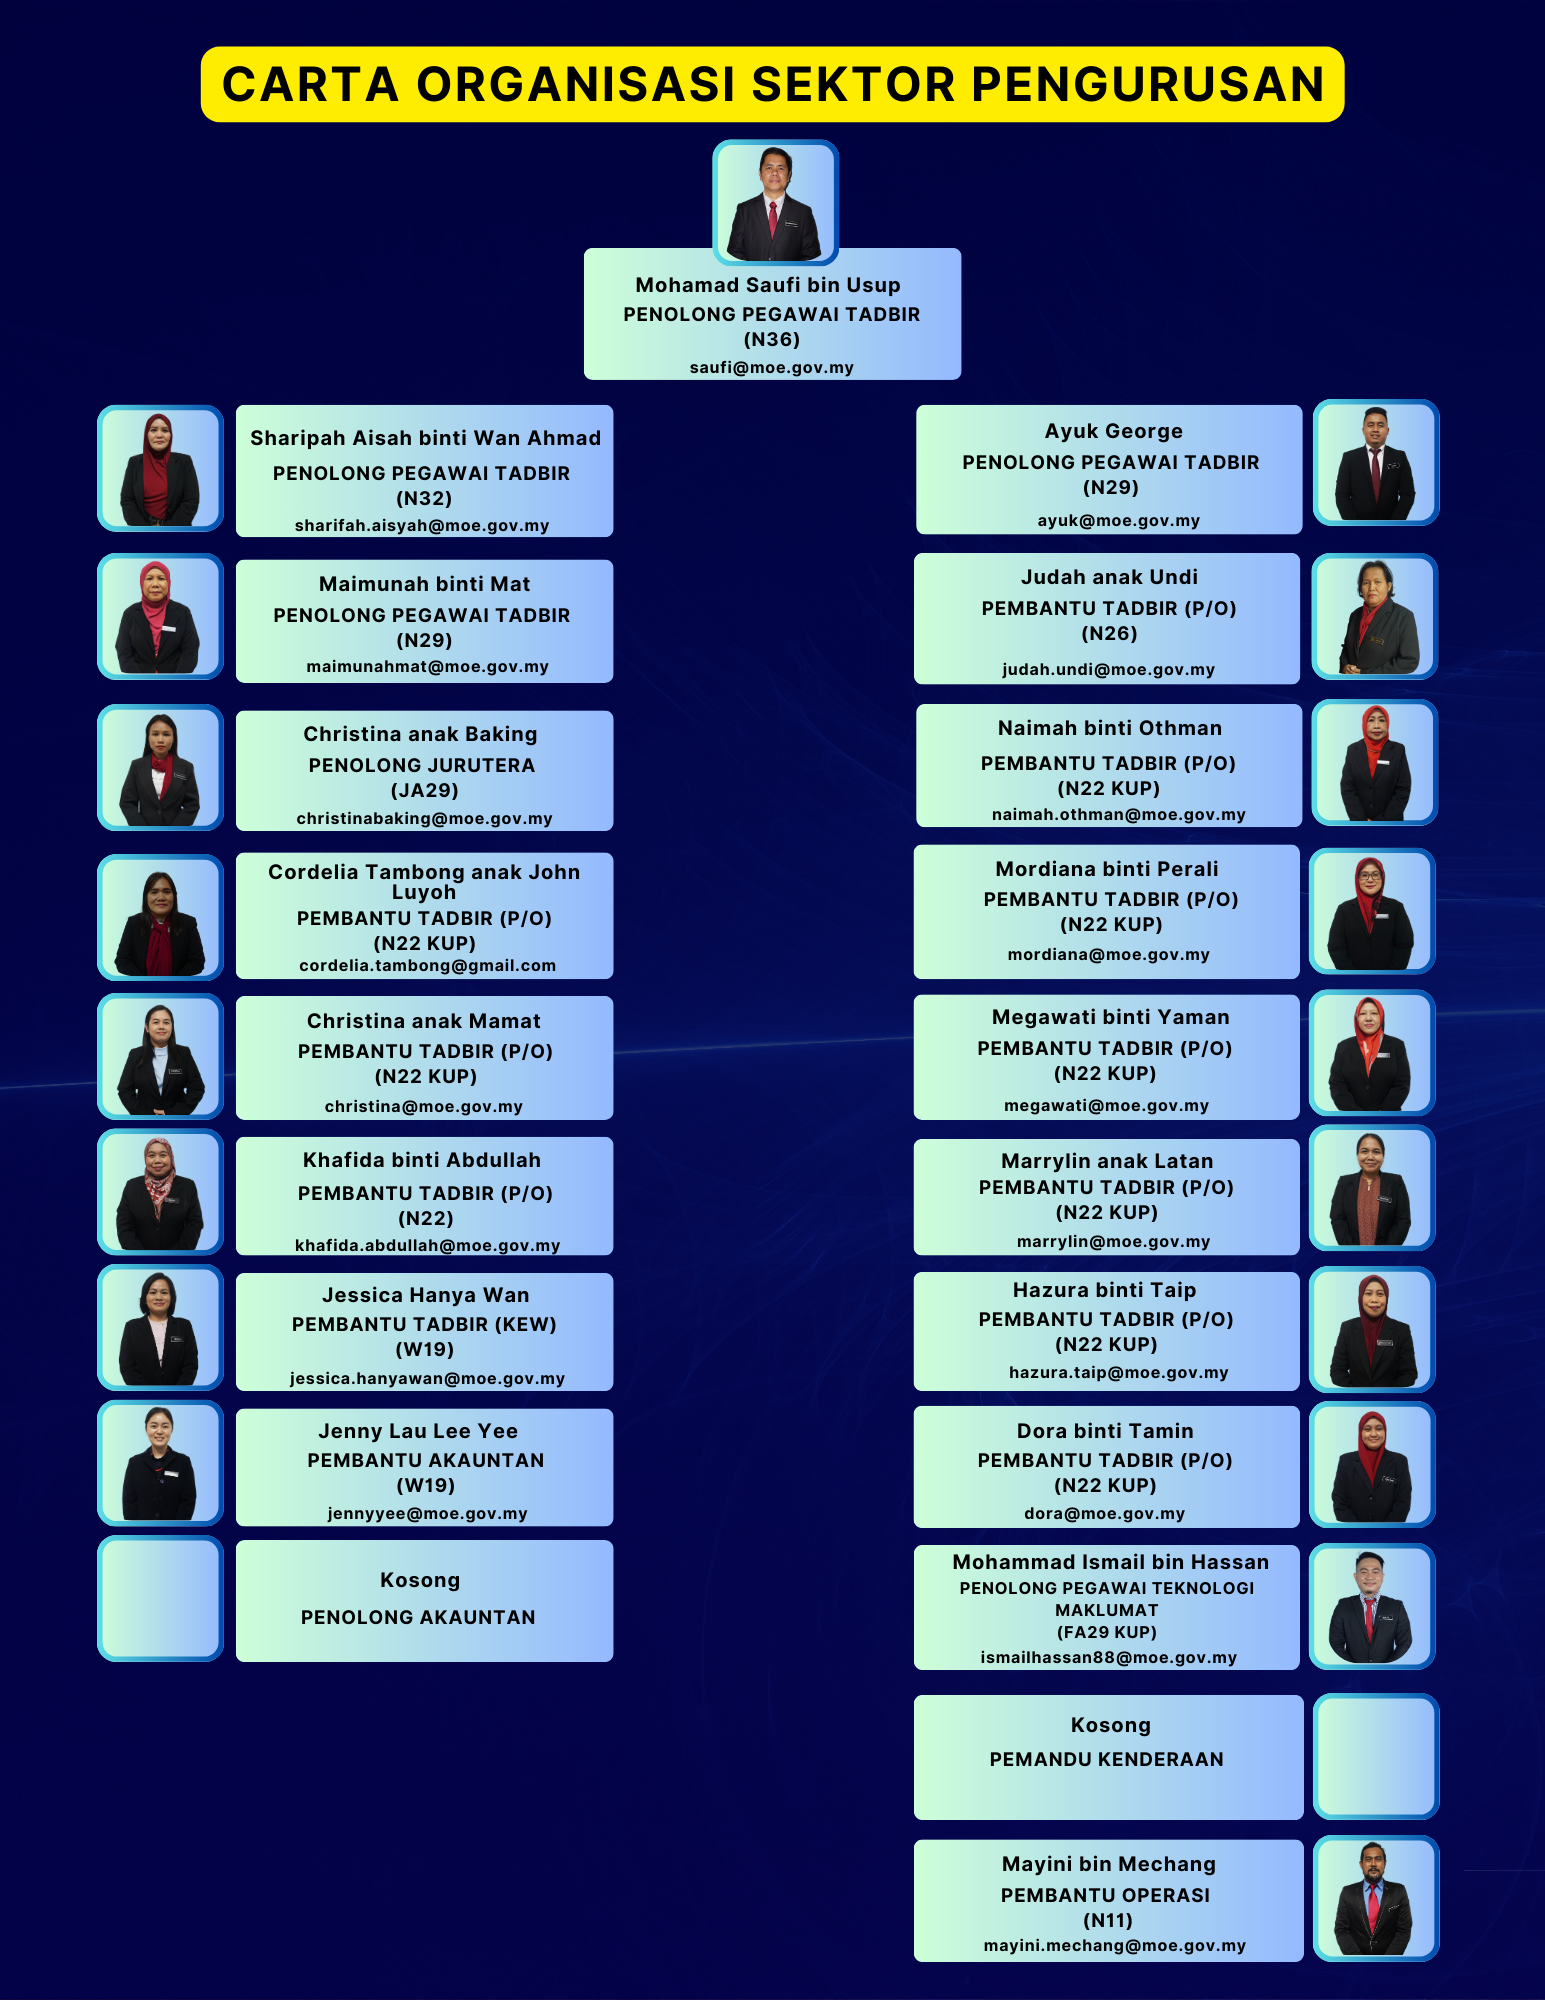 CARTA ORGANISASI SEKTOR PENGURUSAN
Mohamad Saufi bin Usup
PENOLONG PEGAWAI TADBIR
(N36)
saufi@moe.gov.my
Sharipah Aisah binti Wan Ahmad
PENOLONG PEGAWAI TADBIR
(N32)
sharifah.aisyah@moe.gov.my
Maimunah binti Mat
PENOLONG PEGAWAI TADBIR
(N29)
maimunahmat@moe.gov.my
Christina anak Baking
PENOLONG JURUTERA
(JA29)
christinabaking@moe.gov.my
Cordelia Tambong anak John
Luyoh
PEMBANTU TADBIR (P/O)
(N22 KUP)
cordelia.tambong@gmail.com
Christina anak Mamat
PEMBANTU TADBIR (P/O)
(N22 KUP)
christina@moe.gov.my
Khafida binti Abdullah
PEMBANTU TADBIR (P/O)
(N22)
khafida.abdullah@moe.gov.my
Jessica Hanya Wan
PEMBANTU TADBIR (KEW)
(W19)
jessica.hanyawan@moe.gov.my
Jenny Lau Lee Yee
PEMBANTU AKAUNTAN
(W19)
jennyyee@moe.gov.my
Kosong
PENOLONG AKAUNTAN
Ayuk George
PENOLONG PEGAWAI TADBIR
(N29)
ayuk@moe.gov.my
Judah anak Undi
PEMBANTU TADBIR (P/O)
(N26)
judah.undi@moe.gov.my
Naimah binti Othman
PEMBANTU TADBIR (P/O)
(N22 KUP)
naimah.othman@moe.gov.my
Mordiana binti Perali
PEMBANTU TADBIR (P/O)
(N22 KUP)
mordiana@moe.gov.my
Megawati binti Yaman
PEMBANTU TADBIR (P/O)
(N22 KUP)
megawati@moe.gov.my
Marrylin anak Latan
PEMBANTU TADBIR (P/O)
(N22 KUP)
marrylin@moe.gov.my
Hazura binti Taip
PEMBANTU TADBIR (P/O)
(N22 KUP)
hazura.taip@moe.gov.my
Dora binti Tamin
PEMBANTU TADBIR (P/O)
(N22 KUP)
dora@moe.gov.my
Mohammad Ismail bin Hassan
PENOLONG PEGAWAI TEKNOLOGI
MAKLUMAT
(FA29 KUP)
ismailhassan88@moe.gov.my
Kosong
PEMANDU KENDERAAN
Mayini bin Mechang
PEMBANTU OPERASI
(N11)
mayini.mechang@moe.gov.my